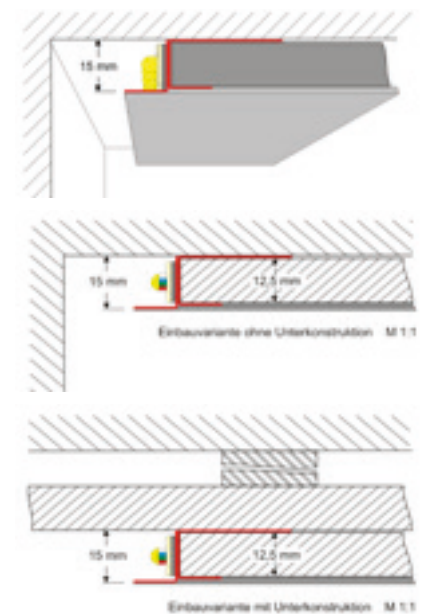 15 mm
15 mm
12,5 mm
Einbauvariante ohne Unterkonstruktion M 1:1
15 mm
12,5 mm
Einbauvariante mit Unterkonstruktion M 1:1